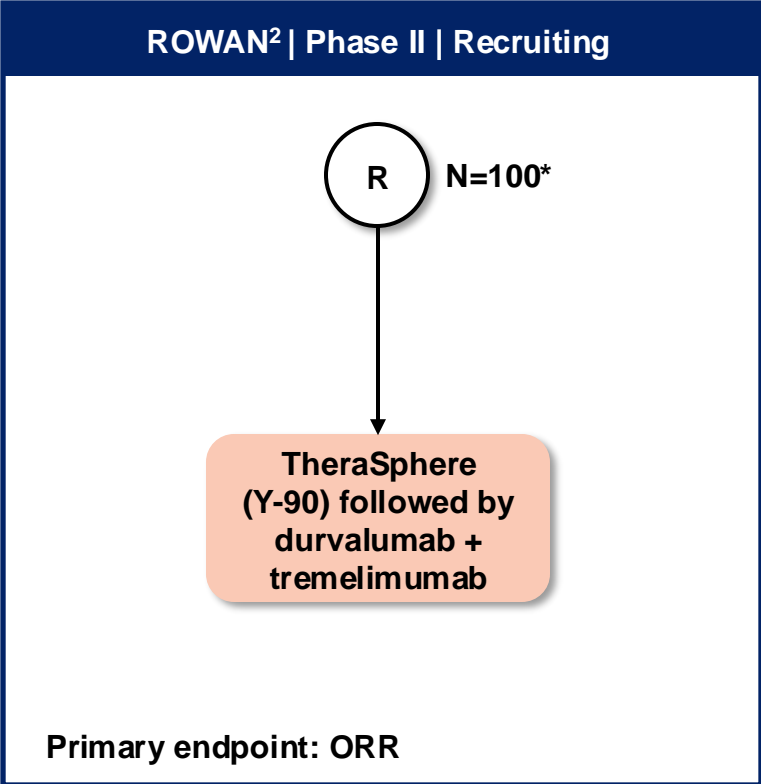 ROWAN² | Phase II | Recruiting
R
N=100*
TheraSphere
(Y-90) followed by
durvalumab +
tremelimumab
Primary endpoint: ORR